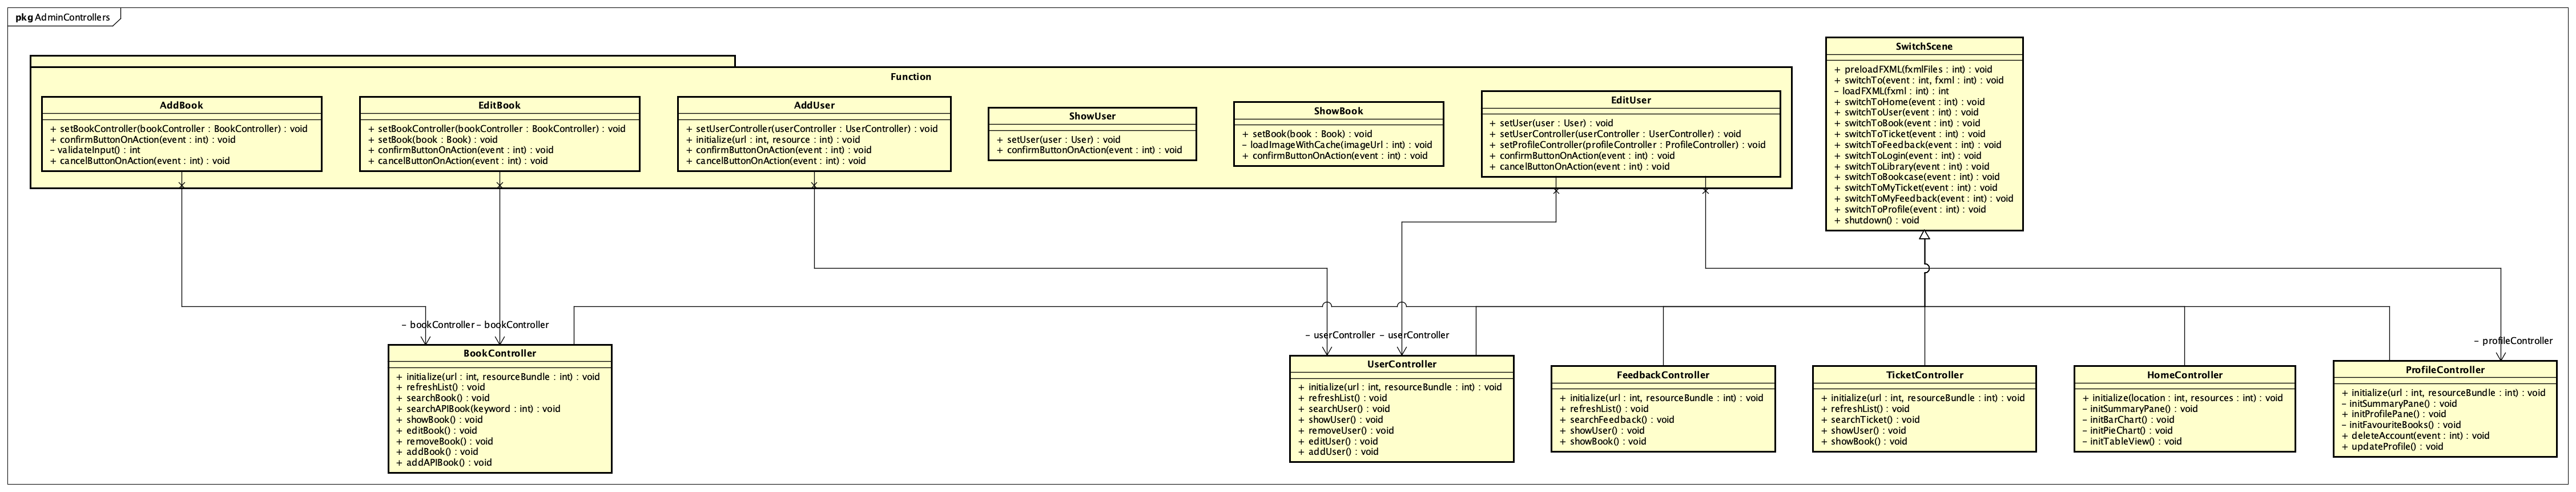 pkg AdminControllers
Function
AddBook
+ setBookController(bookController : BookController) : void
+ confirmButtonOnAction(event : int) : void
− validateInput() : int
+ cancelButtonOnAction(event : int) : void
EditBook
+ setBookController(bookController : BookController) : void
+ setBook(book : Book) : void
+ confirmButtonOnAction(event : int) : void
+ cancelButtonOnAction(event : int) : void
AddUser
+ setUserController(userController : UserController) : void
+ initialize(url : int, resource : int) : void
+ confirmButtonOnAction(event : int) : void
+ cancelButtonOnAction(event : int) : void
ShowUser
+ setUser(user : User) : void
+ confirmButtonOnAction(event : int) : void
ShowBook
+ setBook(book : Book) : void
− loadImageWithCache(imageUrl : int) : void
+ confirmButtonOnAction(event : int) : void
EditUser
+ setUser(user : User) : void
+ setUserController(userController : UserController) : void
+ setProfileController(profileController : ProfileController) : void
+ confirmButtonOnAction(event : int) : void
+ cancelButtonOnAction(event : int) : void
SwitchScene
+ preloadFXML(fxmlFiles : int) : void
+ switchTo(event : int, fxml : int) : void
− loadFXML(fxml : int) : int
+ switchToHome(event : int) : void
+ switchToUser(event : int) : void
+ switchToBook(event : int) : void
+ switchToTicket(event : int) : void
+ switchToFeedback(event : int) : void
+ switchToLogin(event : int) : void
+ switchToLibrary(event : int) : void
+ switchToBookcase(event : int) : void
+ switchToMyTicket(event : int) : void
+ switchToMyFeedback(event : int) : void
+ switchToProfile(event : int) : void
+ shutdown() : void
− bookController
− bookController
− userController
− userController
− profileController
BookController
+ initialize(url : int, resourceBundle : int) : void
+ refreshList() : void
+ searchBook() : void
+ searchAPIBook(keyword : int) : void
+ showBook() : void
+ editBook() : void
+ removeBook() : void
+ addBook() : void
+ addAPIBook() : void
UserController
+ initialize(url : int, resourceBundle : int) : void
+ refreshList() : void
+ searchUser() : void
+ showUser() : void
+ removeUser() : void
+ editUser() : void
+ addUser() : void
FeedbackController
+ initialize(url : int, resourceBundle : int) : void
+ refreshList() : void
+ searchFeedback() : void
+ showUser() : void
+ showBook() : void
TicketController
+ initialize(url : int, resourceBundle : int) : void
+ refreshList() : void
+ searchTicket() : void
+ showUser() : void
+ showBook() : void
HomeController
+ initialize(location : int, resources : int) : void
− initSummaryPane() : void
− initBarChart() : void
− initPieChart() : void
− initTableView() : void
ProfileController
+ initialize(url : int, resourceBundle : int) : void
− initSummaryPane() : void
+ initProfilePane() : void
− initFavouriteBooks() : void
+ deleteAccount(event : int) : void
+ updateProfile() : void